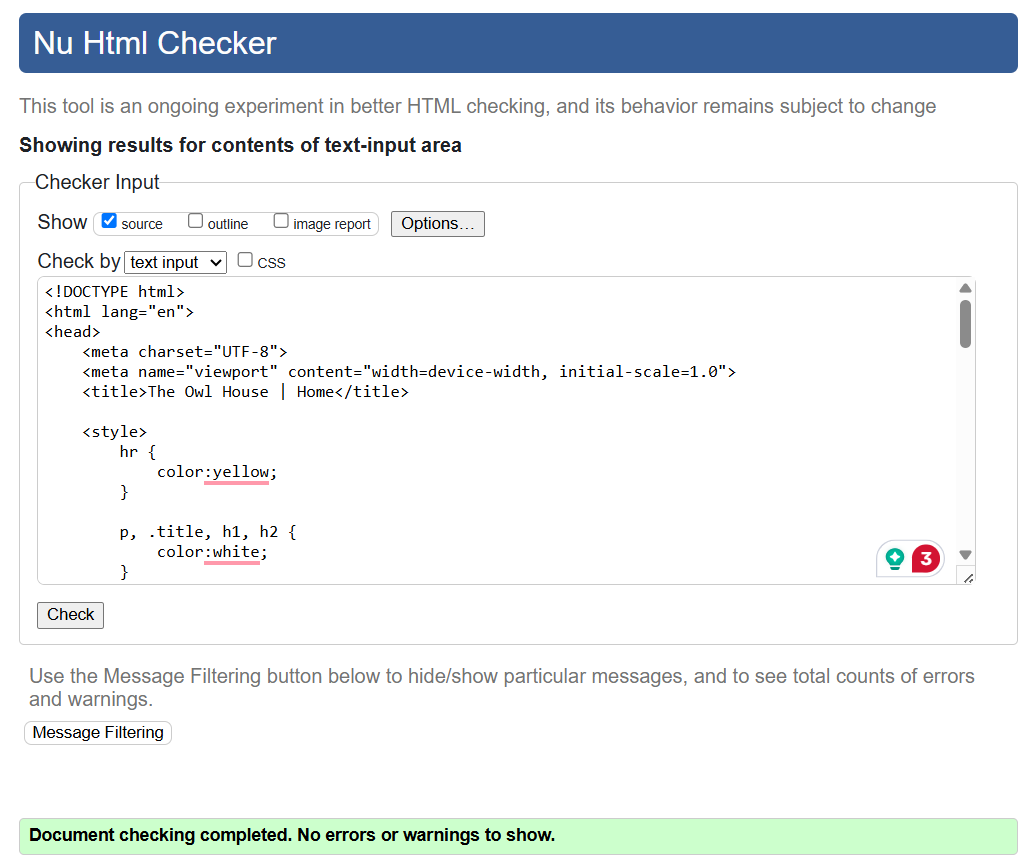 Nu Html Checker
This tool is an ongoing experiment in better HTML checking, and its behavior remains subject to change
Showing results for contents of text-input area
Checker Input
Show source outline image report Options...
Check by text input CSS
<!DOCTYPE html>
<html lang="en">
<head>
    <meta charset="UTF-8">
    <meta name="viewport" content="width=device-width, initial-scale=1.0">
    <title>The Owl House | Home</title>

    <style>
        hr {
            color:yellow;
        }

        p, .title, h1, h2 {
            color:white;
        }
3
Check
Use the Message Filtering button below to hide/show particular messages, and to see total counts of errors
and warnings.
Message Filtering
Document checking completed. No errors or warnings to show.